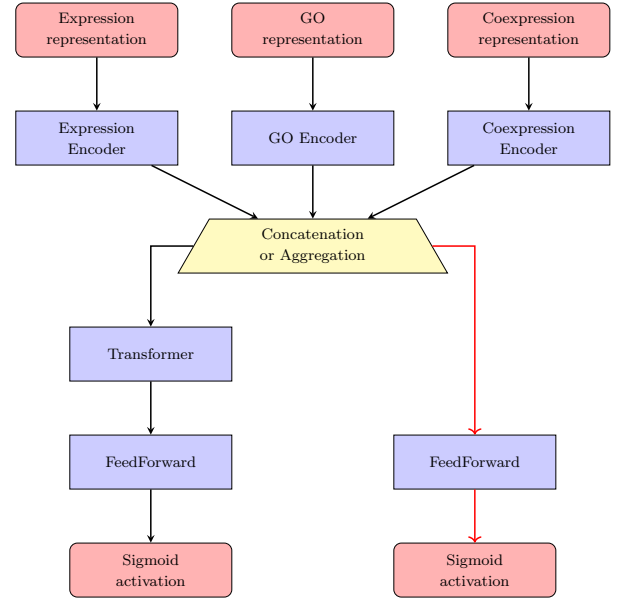 Expression
representation
GO
representation
Coexpression
representation
Expression
Encoder
GO Encoder
Coexpression
Encoder
Concatenation
or Aggregation
Transformer
FeedForward
FeedForward
Sigmoid
activation
Sigmoid
activation